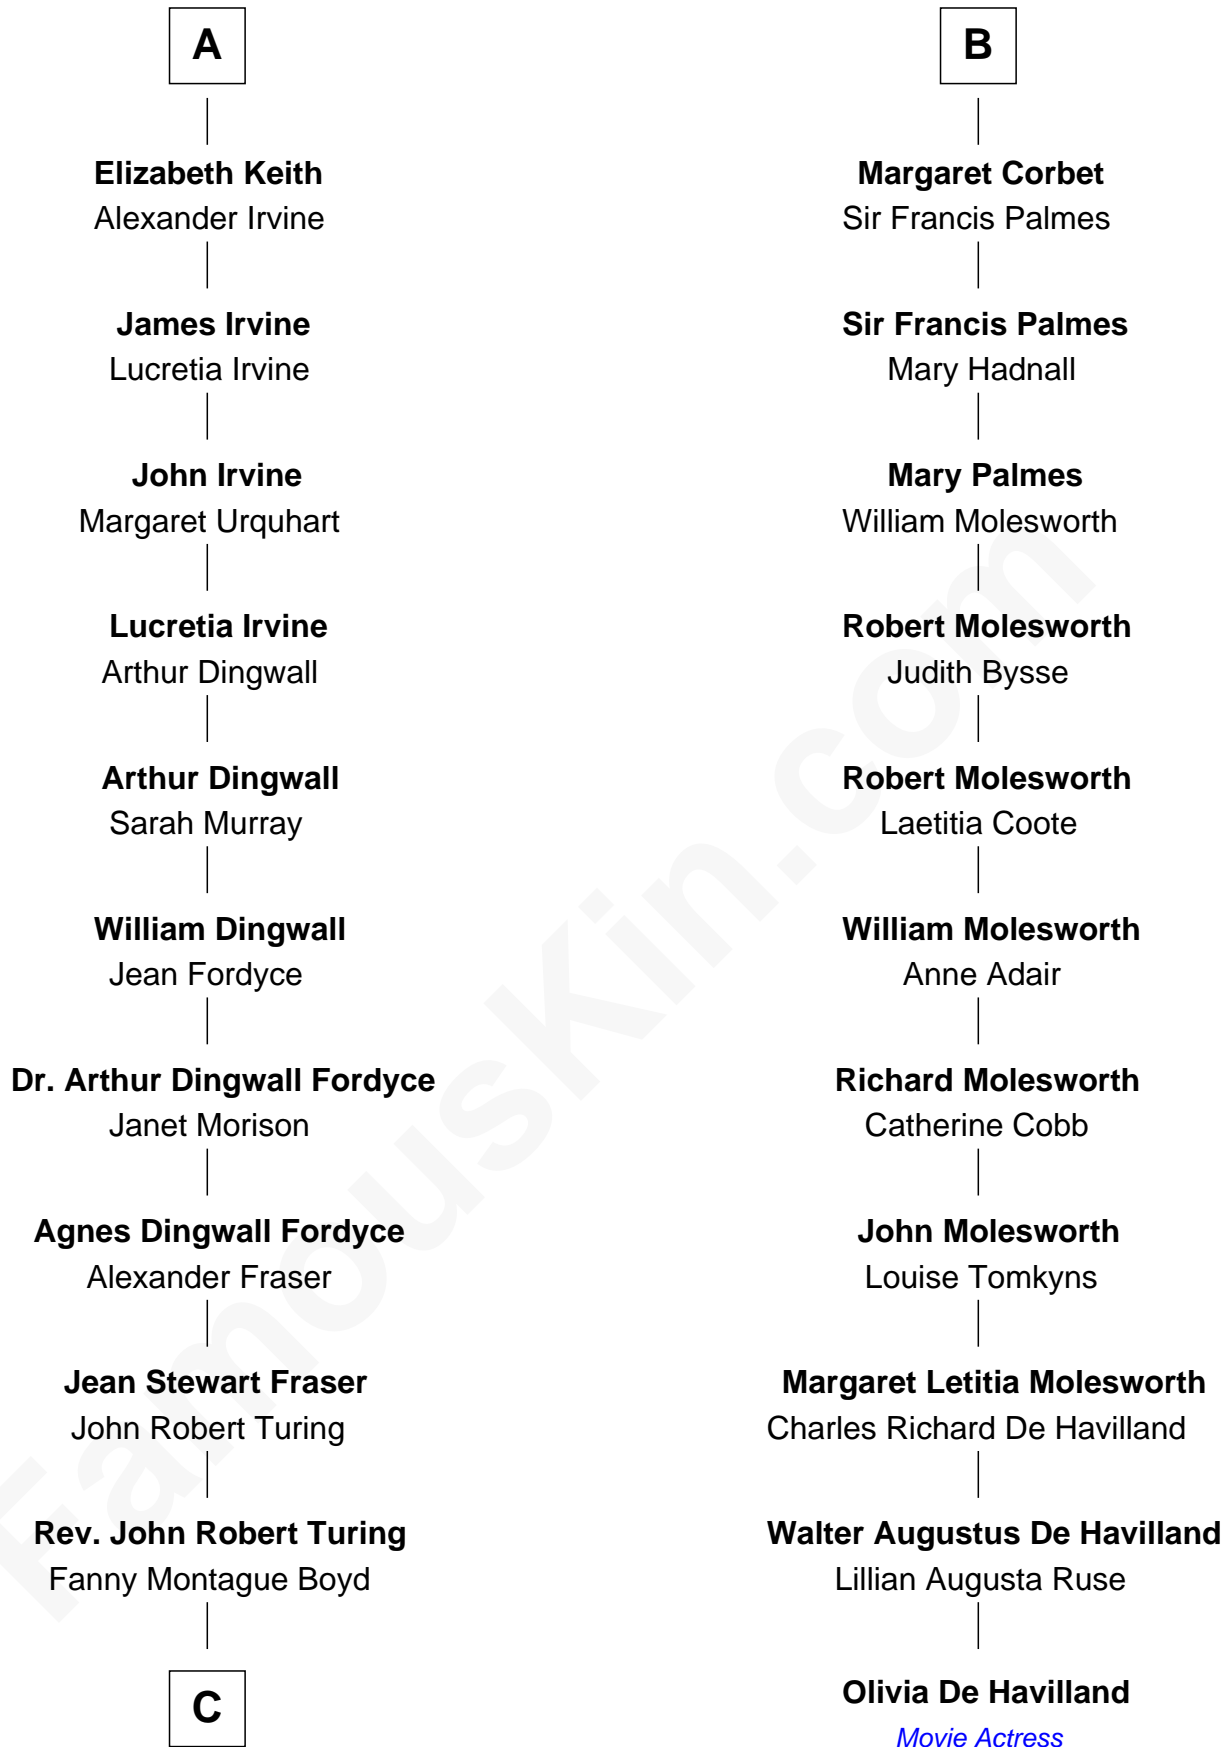 A
Elizabeth Keith
Alexander Irvine
James Irvine
Lucretia Irvine
John Irvine
Margaret Urquhart
Lucretia Irvine
Arthur Dingwall
Arthur Dingwall
Sarah Murray
William Dingwall
Jean Fordyce
Dr. Arthur Dingwall Fordyce
Janet Morison
Agnes Dingwall Fordyce
Alexander Fraser
Jean Stewart Fraser
John Robert Turing
Rev. John Robert Turing
Fanny Montague Boyd
C
B
Margaret Corbet
Sir Francis Palmes
Sir Francis Palmes
Mary Hadnall
Mary Palmes
William Molesworth
Robert Molesworth
Judith Bysse
Robert Molesworth
Laetitia Coote
William Molesworth
Anne Adair
Richard Molesworth
Catherine Cobb
John Molesworth
Louise Tomkyns
Margaret Letitia Molesworth
Charles Richard De Havilland
Walter Augustus De Havilland
Lillian Augusta Ruse
Olivia De Havilland
Movie Actress
FamousKin.com